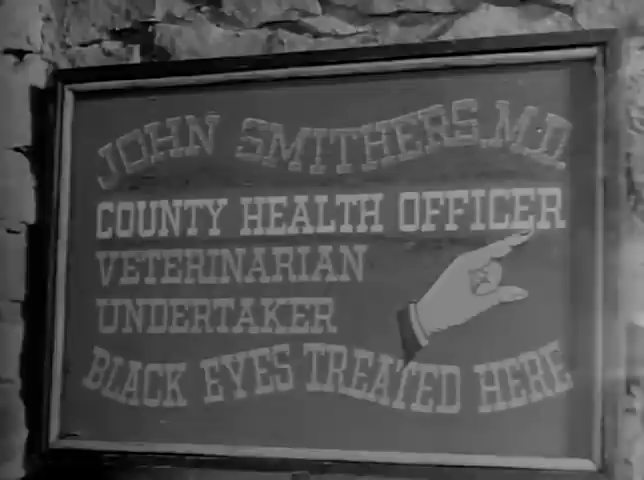 JOHN SMITHERS, M.D.
COUNTY HEALTH OFFICER
VETERINARIAN
UNDERTAKER
BLACK EYES TREATED HERE